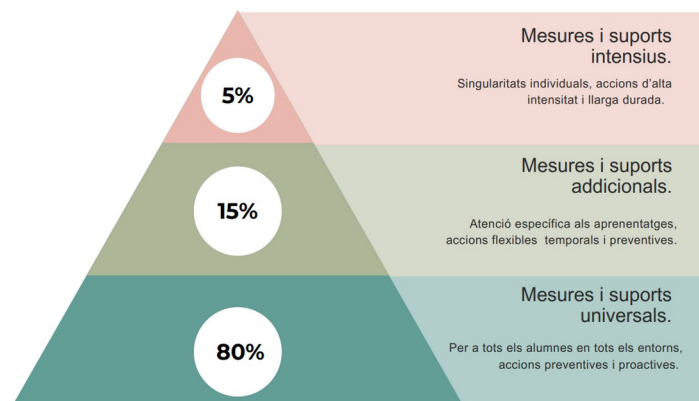 5%
Mesures i suports
intensius.
Singularitats individuals, accions d'alta
intensitat i llarga durada.
15%
Mesures i suports
addicionals.
Atenció específica als aprenentatges,
accions flexibles temporals i preventives.
80%
Mesures i suports
universals.
Per a tots els alumnes en tots els entorns,
accions preventives i proactives.